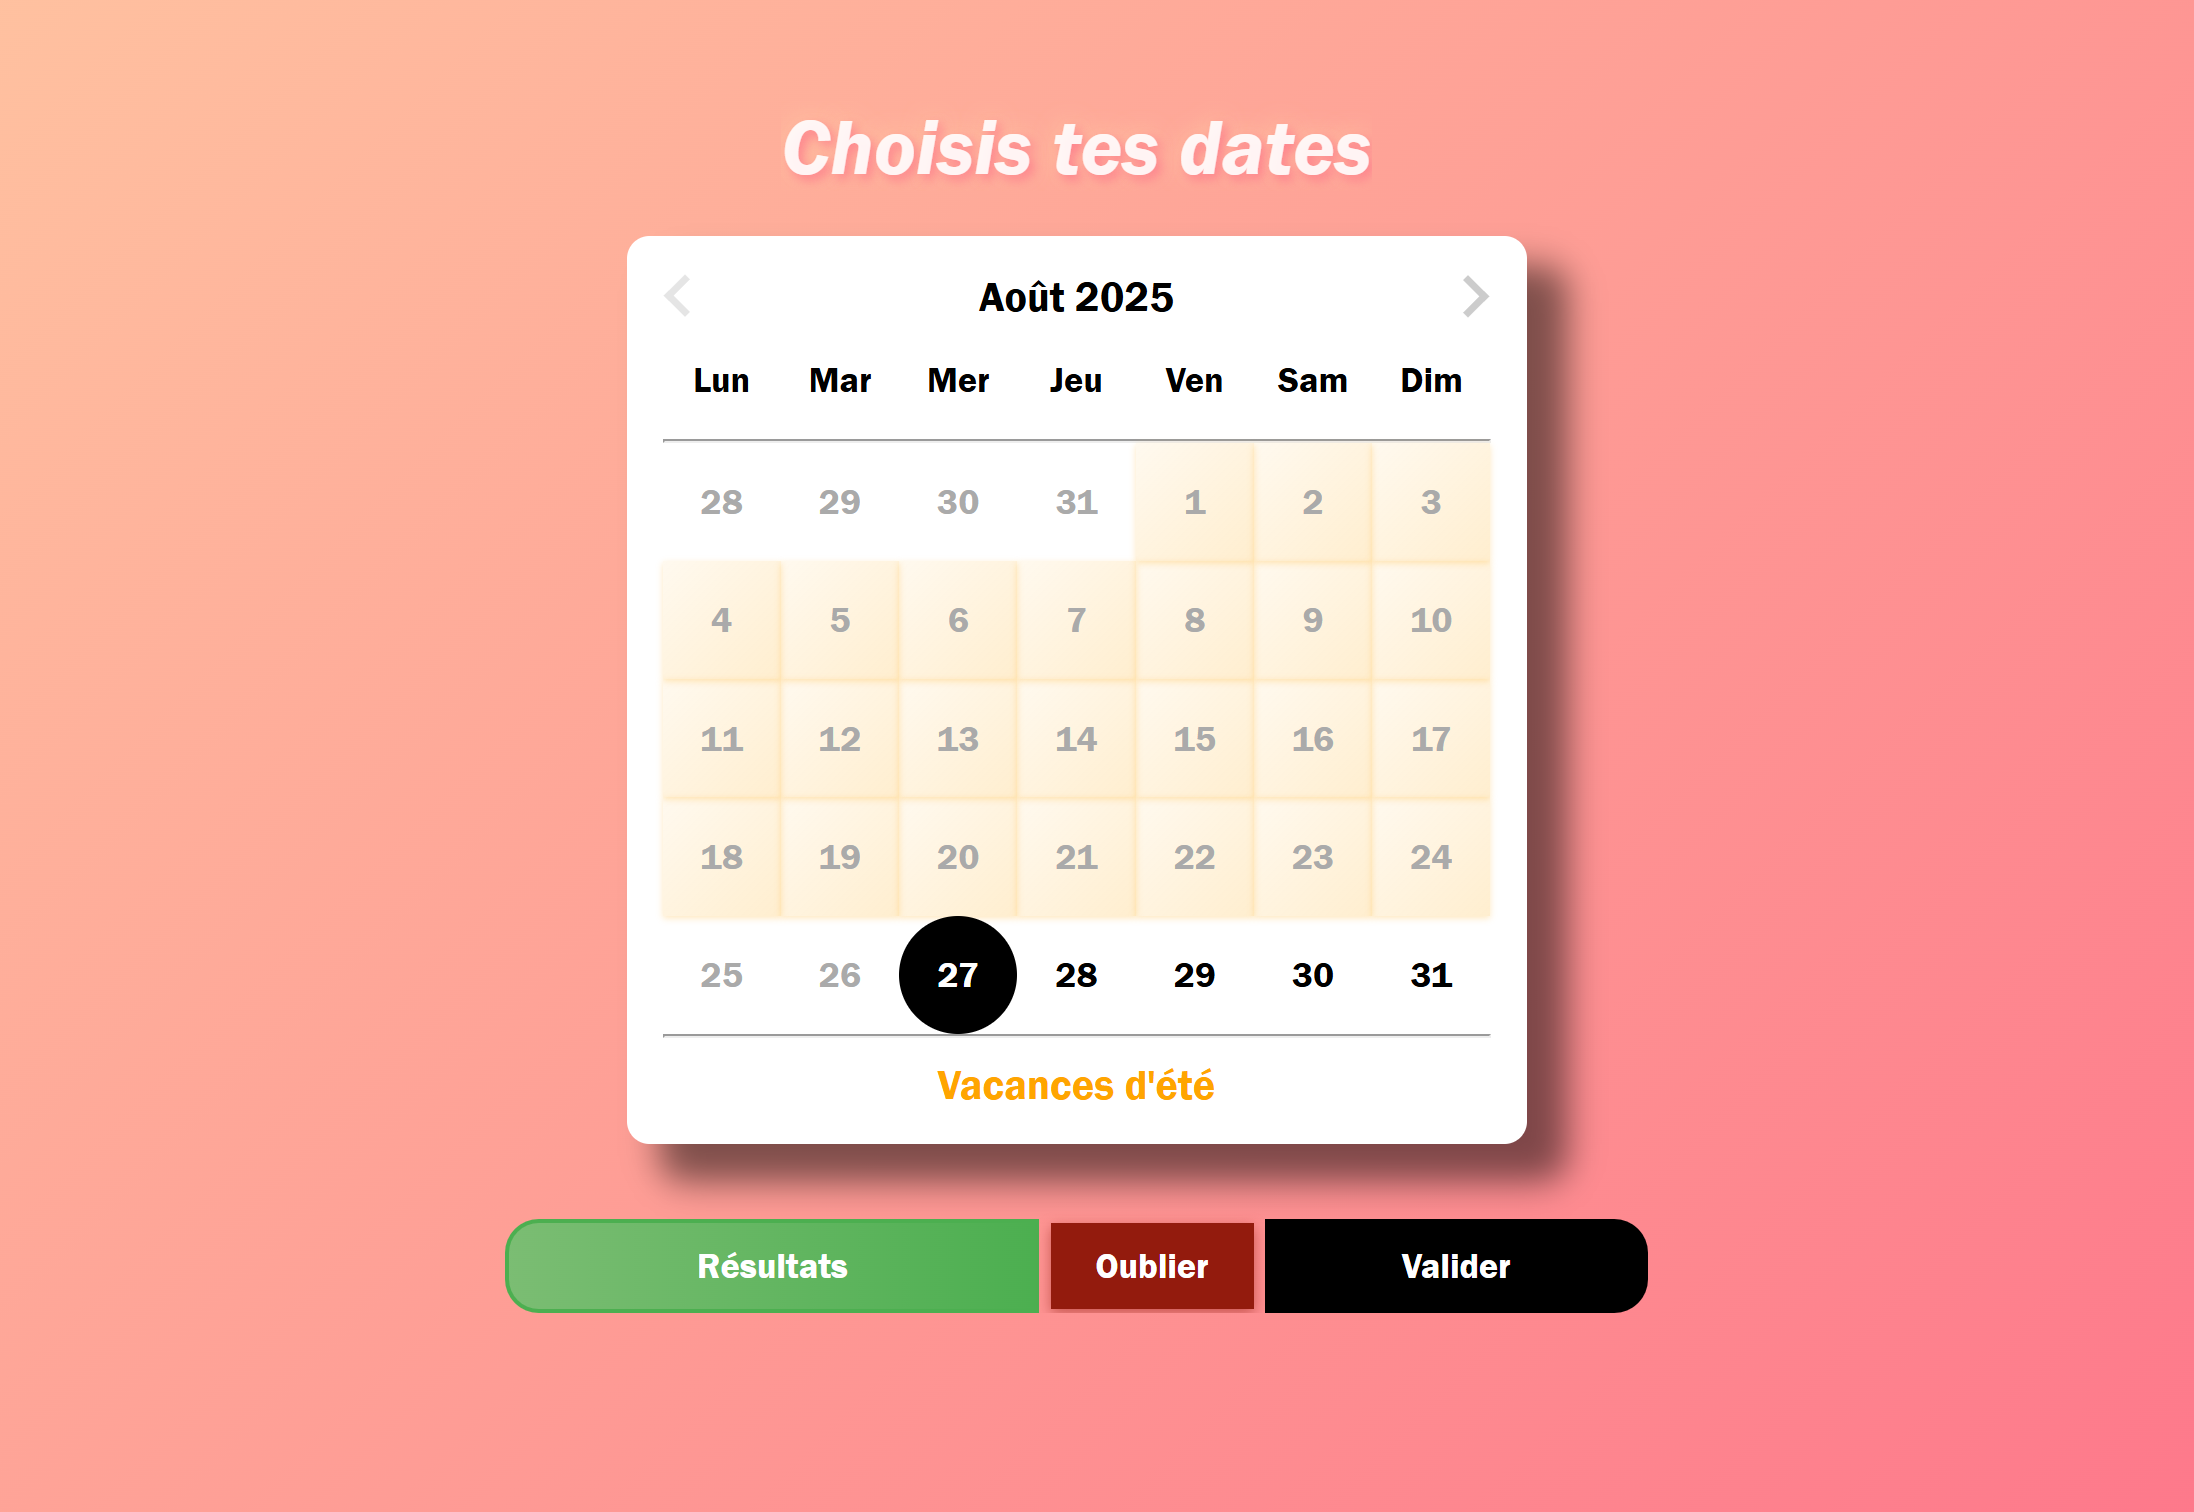 Choisis tes dates
Août 2025
Lun Mar Mer Jeu Ven Sam Dim
28 29 30 31 1 2 3
4 5 6 7 8 9 10
11 12 13 14 15 16 17
18 19 20 21 22 23 24
25 26 27 28 29 30 31
Vacances d'été
Résultats Oublier Valider